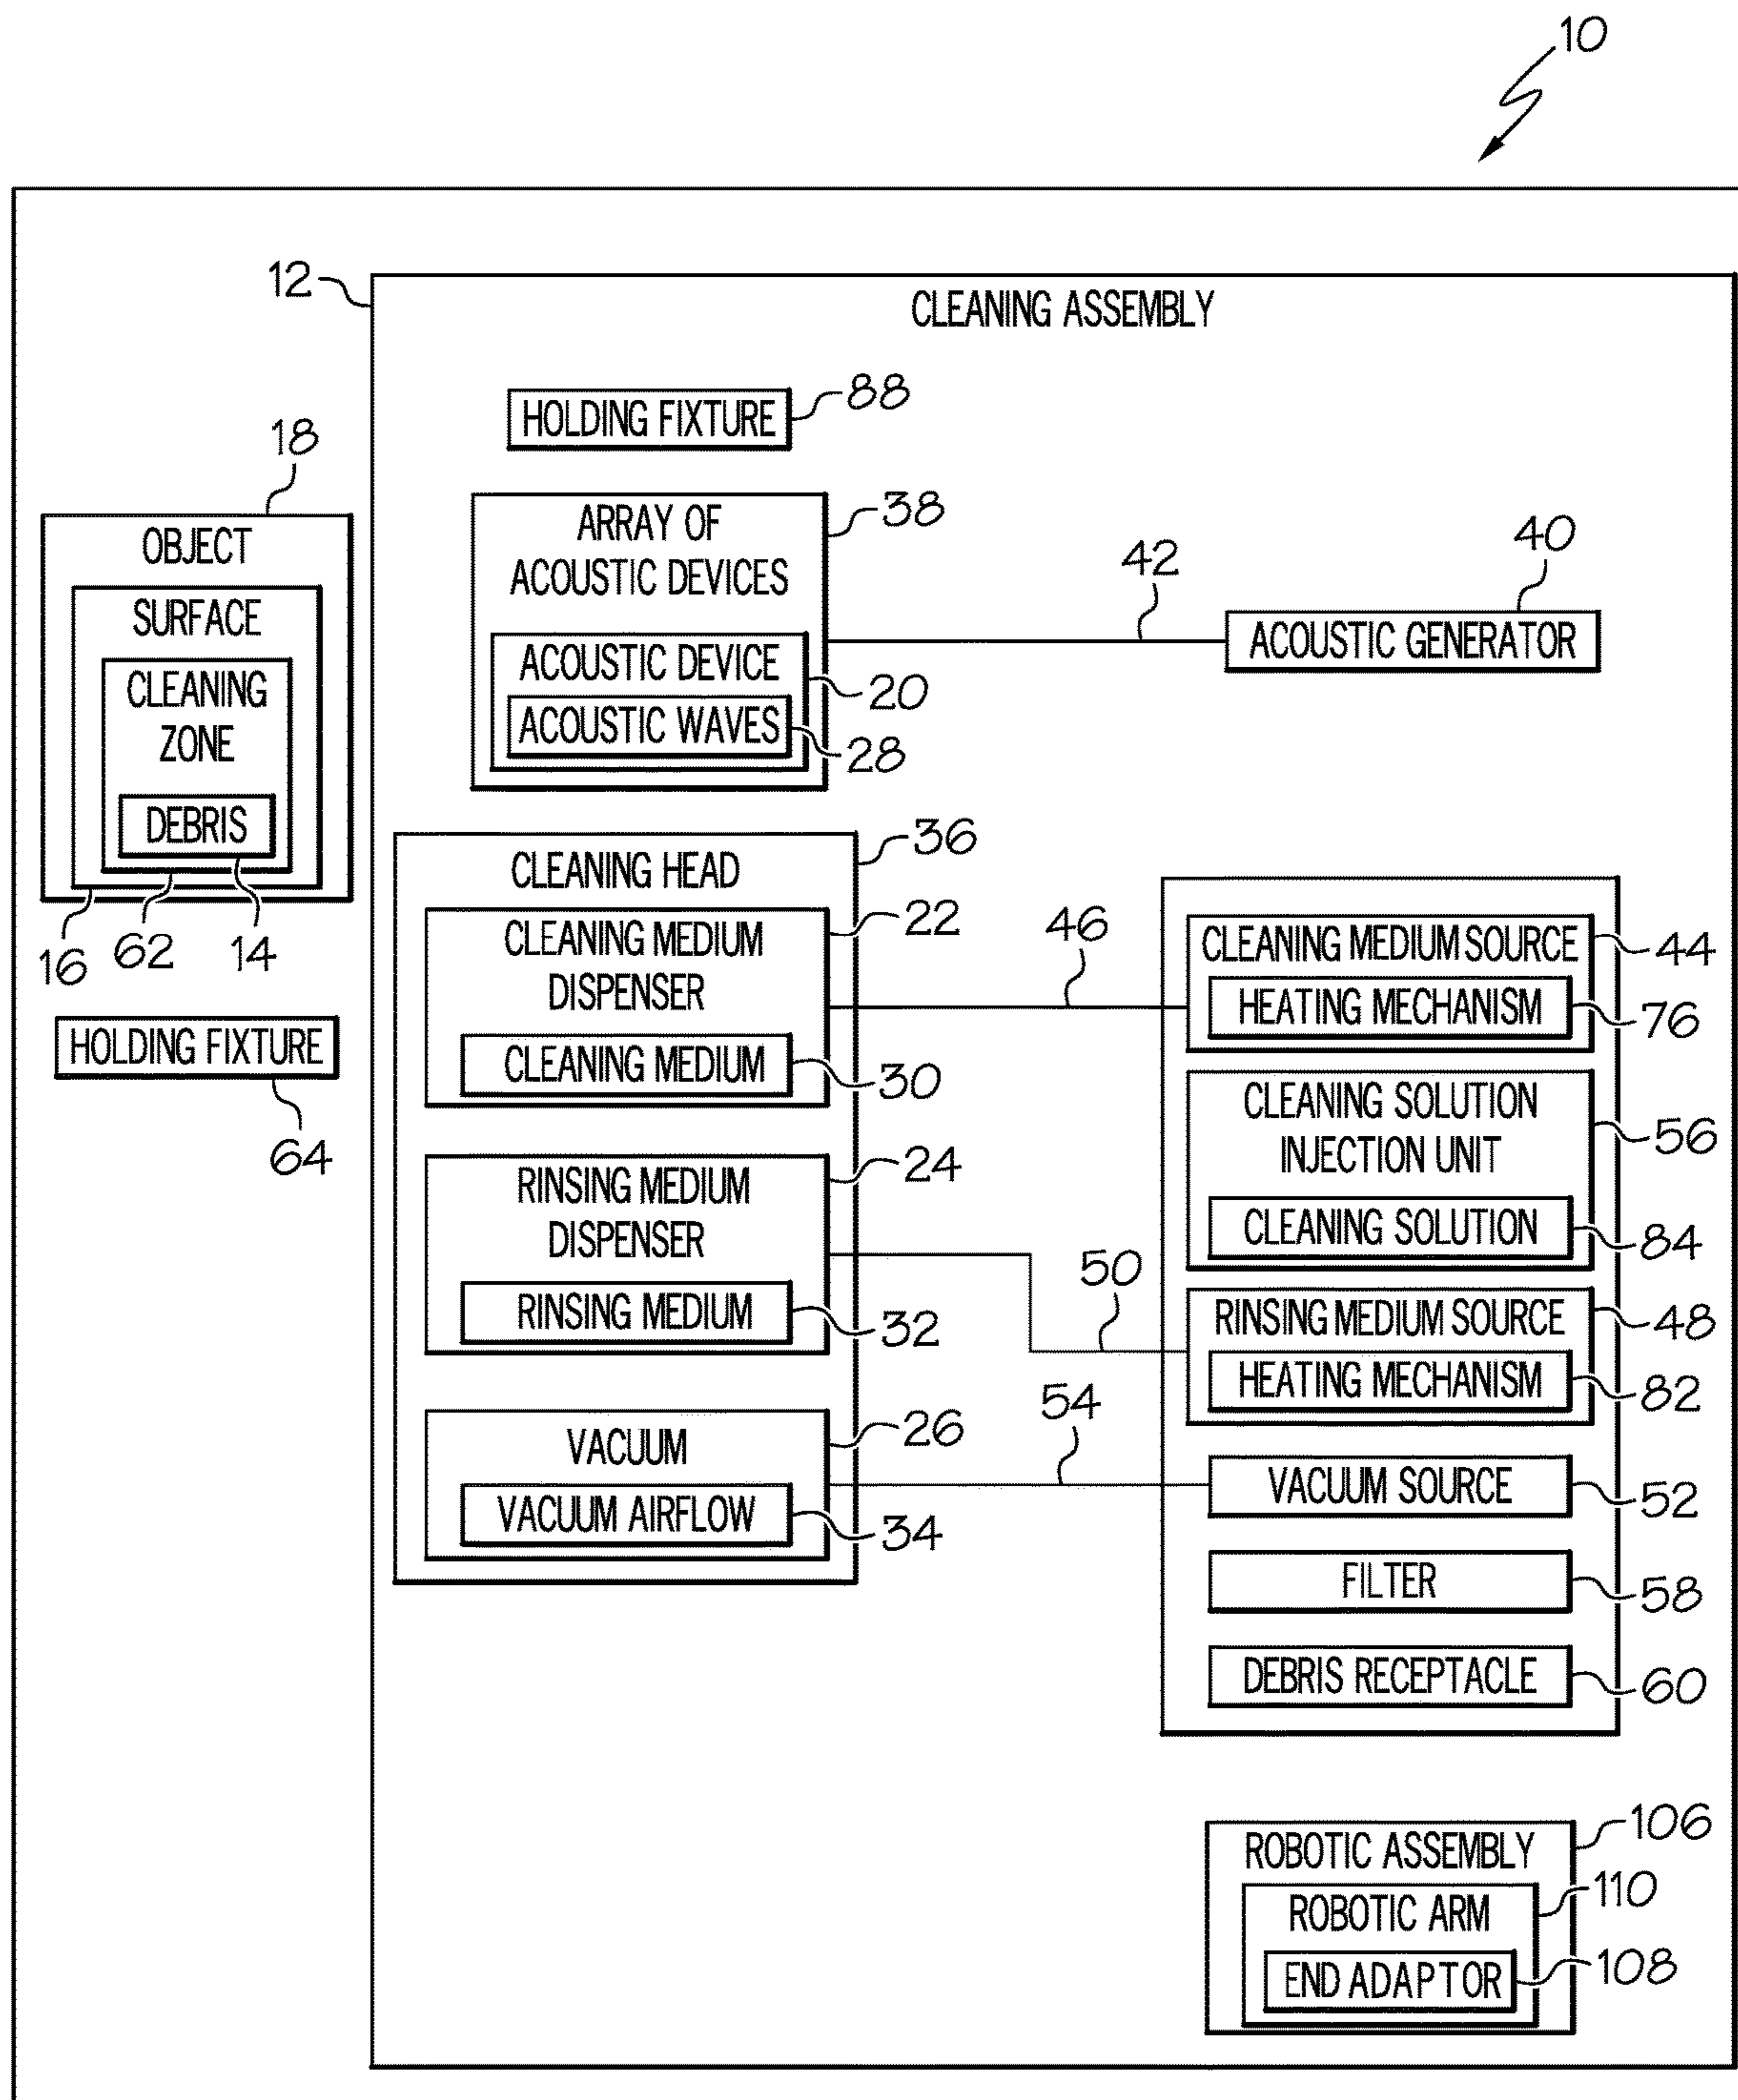 10
12
CLEANING ASSEMBLY
HOLDING FIXTURE
88
18
OBJECT
SURFACE
CLEANING
ZONE
DEBRIS
16
62
14
HOLDING FIXTURE
64
ARRAY OF
ACOUSTIC DEVICES
38
ACOUSTIC DEVICE
20
ACOUSTIC WAVES
28
42
40
ACOUSTIC GENERATOR
36
CLEANING HEAD
CLEANING MEDIUM
DISPENSER
22
CLEANING MEDIUM
30
RINSING MEDIUM
DISPENSER
24
RINSING MEDIUM
32
VACUUM
26
VACUUM AIRFLOW
34
46
50
54
CLEANING MEDIUM SOURCE
44
HEATING MECHANISM
76
CLEANING SOLUTION
INJECTION UNIT
56
CLEANING SOLUTION
84
RINSING MEDIUM SOURCE
48
HEATING MECHANISM
82
VACUUM SOURCE
52
FILTER
58
DEBRIS RECEPTACLE
60
ROBOTIC ASSEMBLY
106
ROBOTIC ARM
110
END ADAPTOR
108